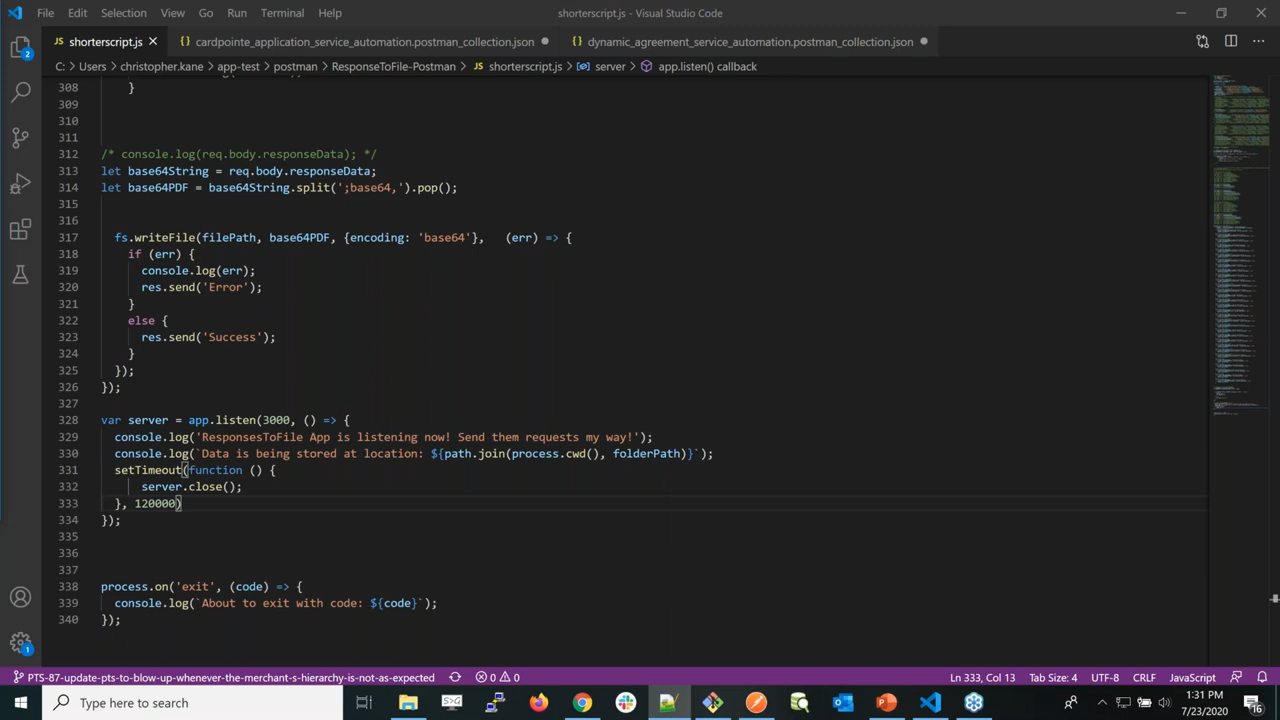 File Edit Selection View Go Run Terminal Help shorterscript.js - Visual Studio Code
shorterscript.js cardpointe_application_service_automation.postman_collection.json dynamic_agreement_service_automation.postman_collection.json
C: > Users > christopher.kane > app-test > postman > ResponseToFile-Postman > shorterscript.js > server > app.listen() callback
2
308 }
309
310
311
312 /* console.log(req.body.responseData); */
313 let base64String = req.body.responseData;
314 let base64PDF = base64String.split(';base64,').pop();
315
316
317 fs.writeFile(filePath, base64PDF, {encoding: 'base64'}, (err) => {
318 if (err) {
319 console.log(err);
320 res.send('Error');
321 }
322 else {
323 res.send('Success');
324 }
325 });
326 });
327
328 var server = app.listen(3000, () => {
329 console.log('ResponsesToFile App is listening now! Send them requests my way!');
330 console.log(`Data is being stored at location: ${path.join(process.cwd(), folderPath)}`);
331 setTimeout(function () {
332 server.close();
333 }, 120000)
334 });
335
336
337
338 process.on('exit', (code) => {
339 console.log(`About to exit with code: ${code}`);
340 });
1
PTS-87-update-pts-to-blow-up-whenever-the-merchant-s-hierarchy-is-not-as-expected 0 0 Ln 333, Col 13 Tab Size: 4 UTF-8 CRLF JavaScript
Type here to search
1:31 PM
7/23/2020
16